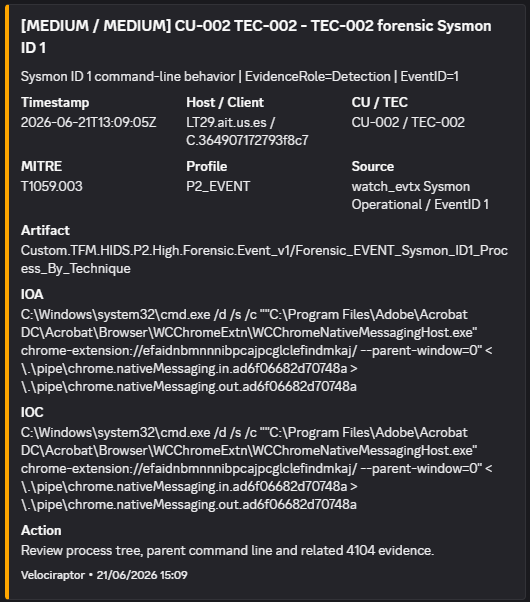 [MEDIUM / MEDIUM] CU-002 TEC-002 - TEC-002 forensic Sysmon
ID 1
Sysmon ID 1 command-line behavior | EvidenceRole=Detection | EventID=1
Timestamp Host / Client CU / TEC
2026-06-21T13:09:05Z LT29.ait.us.es / CU-002 / TEC-002
C.364907172793f8c7
MITRE Profile Source
T1059.003 P2_EVENT watch_evtx Sysmon
Operational / EventID 1
Artifact
Custom.TFM.HIDS.P2.High.Forensic.Event_v1/Forensic_EVENT_Sysmon_ID1_Proc
ess_By_Technique
IOA
C:\Windows\system32\cmd.exe /d /s /c ""C:\Program Files\Adobe\Acrobat
DC\Acrobat\Browser\WCChromeExtn\WCChromeNativeMessagingHost.exe"
chrome-extension://efaidnbmnnnibpcajpcglclefindmkaj/ --parent-window=0" <
\\.\pipe\chrome.nativeMessaging.in.ad6f06682d70748a >
\\.\pipe\chrome.nativeMessaging.out.ad6f06682d70748a
IOC
C:\Windows\system32\cmd.exe /d /s /c ""C:\Program Files\Adobe\Acrobat
DC\Acrobat\Browser\WCChromeExtn\WCChromeNativeMessagingHost.exe"
chrome-extension://efaidnbmnnnibpcajpcglclefindmkaj/ --parent-window=0" <
\\.\pipe\chrome.nativeMessaging.in.ad6f06682d70748a >
\\.\pipe\chrome.nativeMessaging.out.ad6f06682d70748a
Action
Review process tree, parent command line and related 4104 evidence.
Velociraptor • 21/06/2026 15:09